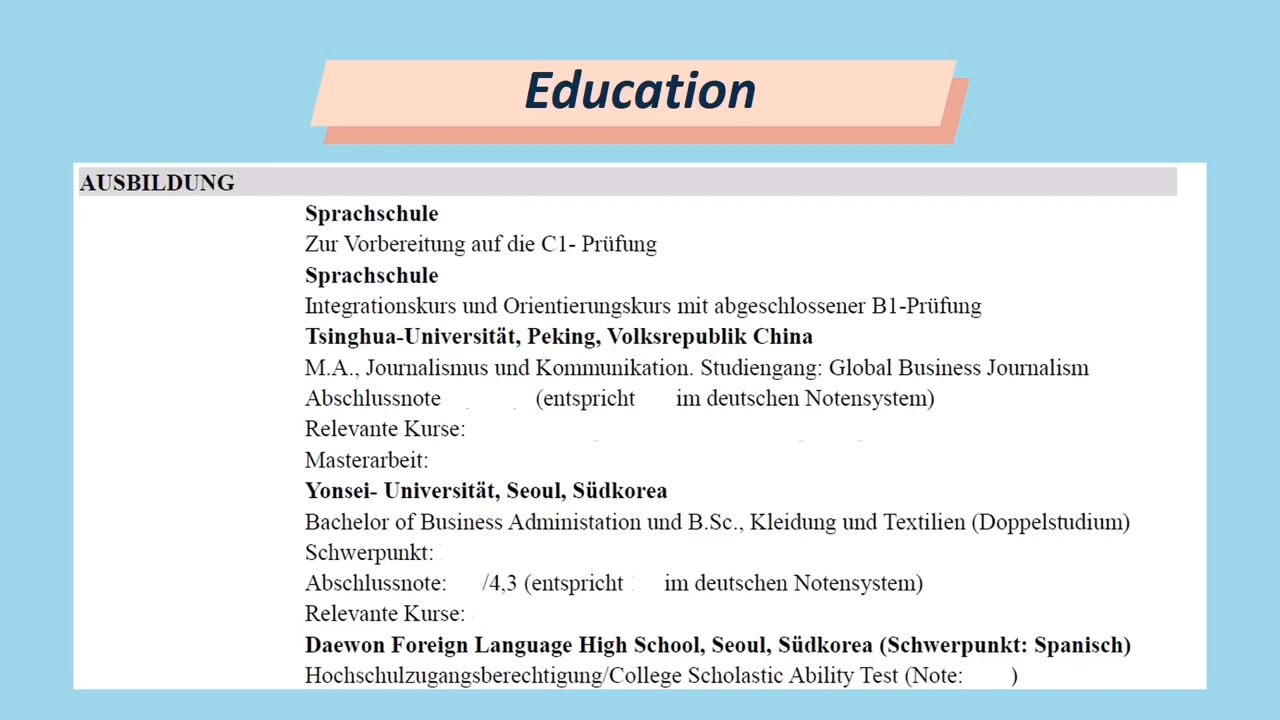 Education
AUSBILDUNG
Sprachschule
Zur Vorbereitung auf die C1- Prüfung
Sprachschule
Integrationskurs und Orientierungskurs mit abgeschlossener B1-Prüfung
Tsinghua-Universität, Peking, Volksrepublik China
M.A., Journalismus und Kommunikation. Studiengang: Global Business Journalism
Abschlussnote (entspricht im deutschen Notensystem)
Relevante Kurse:
Masterarbeit:
Yonsei- Universität, Seoul, Südkorea
Bachelor of Business Administation und B.Sc., Kleidung und Textilien (Doppelstudium)
Schwerpunkt:
Abschlussnote: /4,3 (entspricht im deutschen Notensystem)
Relevante Kurse:
Daewon Foreign Language High School, Seoul, Südkorea (Schwerpunkt: Spanisch)
Hochschulzugangsberechtigung/College Scholastic Ability Test (Note: )